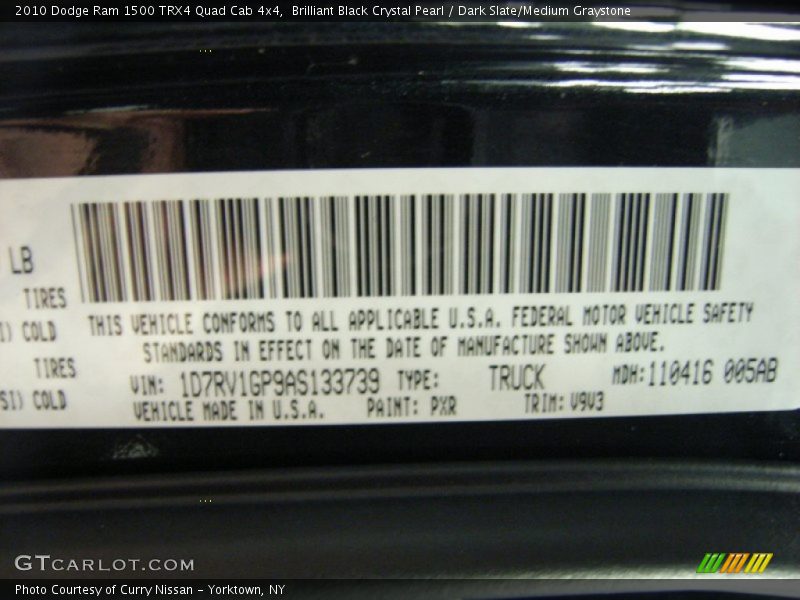 2010 Dodge Ram 1500 TRX4 Quad Cab 4x4,  Brilliant Black Crystal Pearl / Dark Slate/Medium Graystone
LB
TIRES
I) COLD
TIRES
SI) COLD
THIS VEHICLE CONFORMS TO ALL APPLICABLE U.S.A. FEDERAL MOTOR VEHICLE SAFETY
STANDARDS IN EFFECT ON THE DATE OF MANUFACTURE SHOWN ABOVE.
VIN: 1D7RV1GP9AS133739 TYPE: TRUCK MDH:110416 005AB
VEHICLE MADE IN U.S.A. PAINT: PXR TRIM: V9V3
GTCARLOT.COM
Photo Courtesy of Curry Nissan – Yorktown, NY